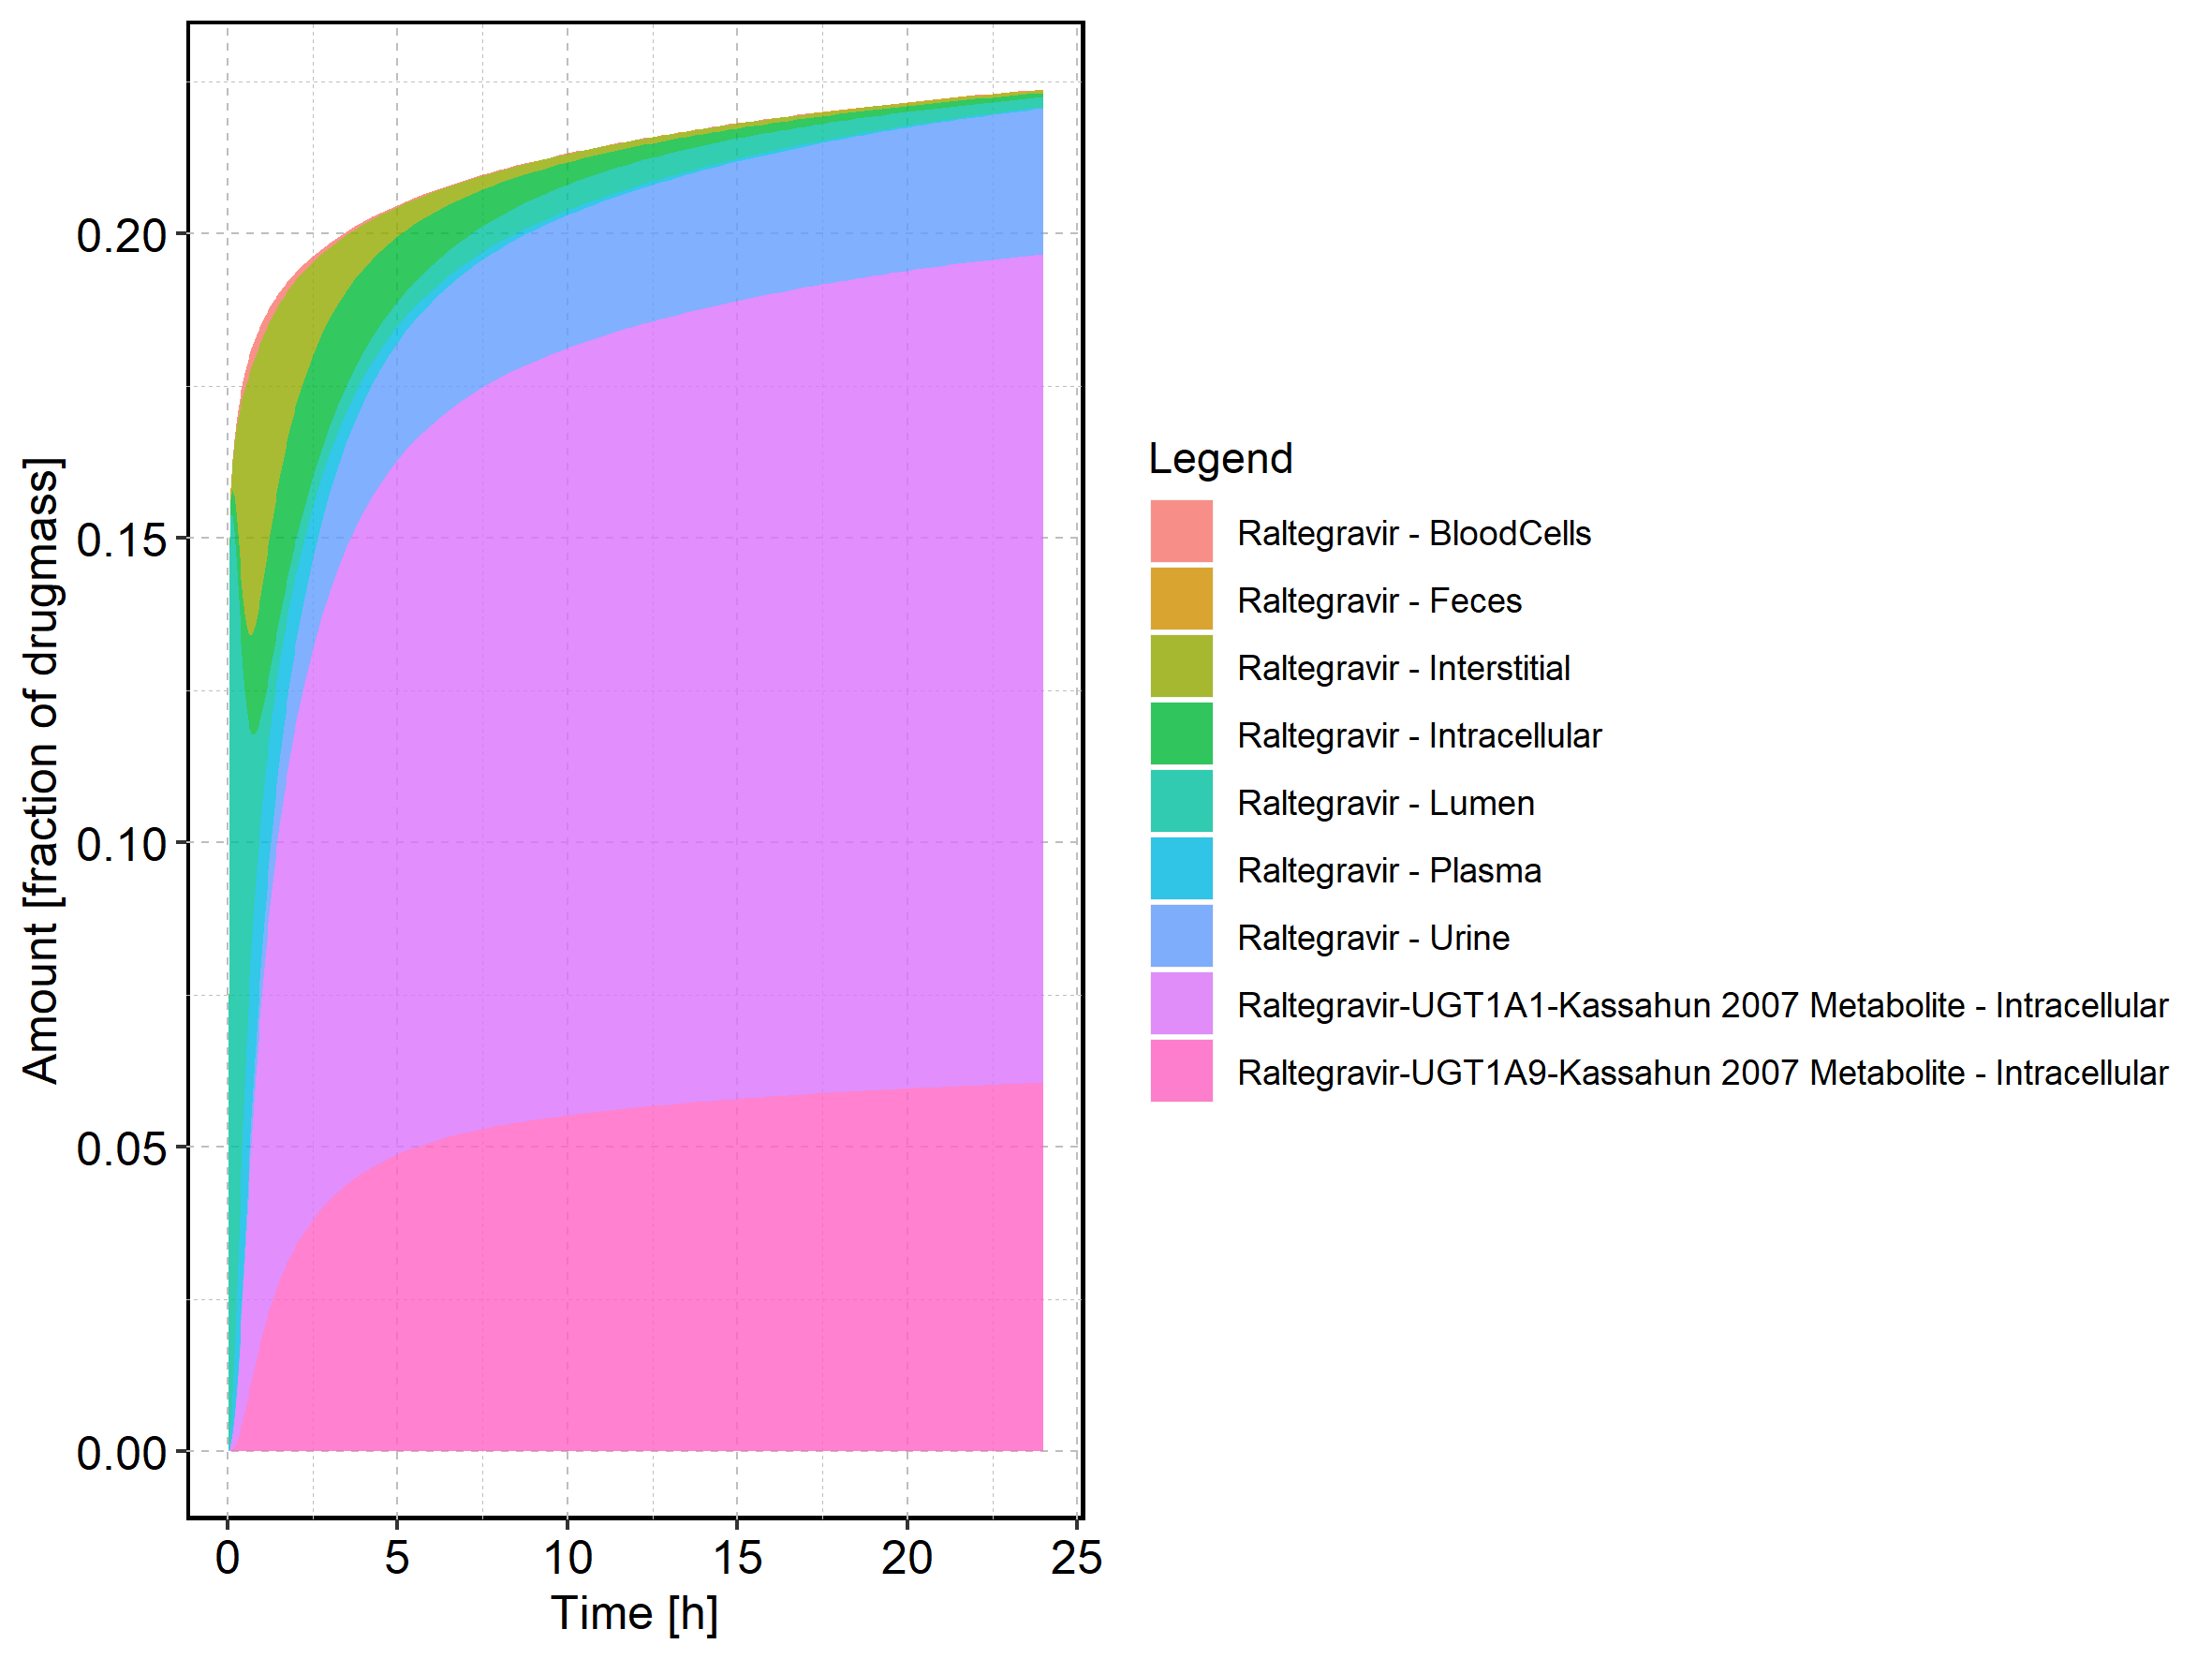 Amount [fraction of drugmass]
0.20
0.15
0.10
0.05
0.00
0 5 10 15 20 25
Time [h]
Legend
Raltegravir - BloodCells
Raltegravir - Feces
Raltegravir - Interstitial
Raltegravir - Intracellular
Raltegravir - Lumen
Raltegravir - Plasma
Raltegravir - Urine
Raltegravir-UGT1A1-Kassahun 2007 Metabolite - Intracellular
Raltegravir-UGT1A9-Kassahun 2007 Metabolite - Intracellular